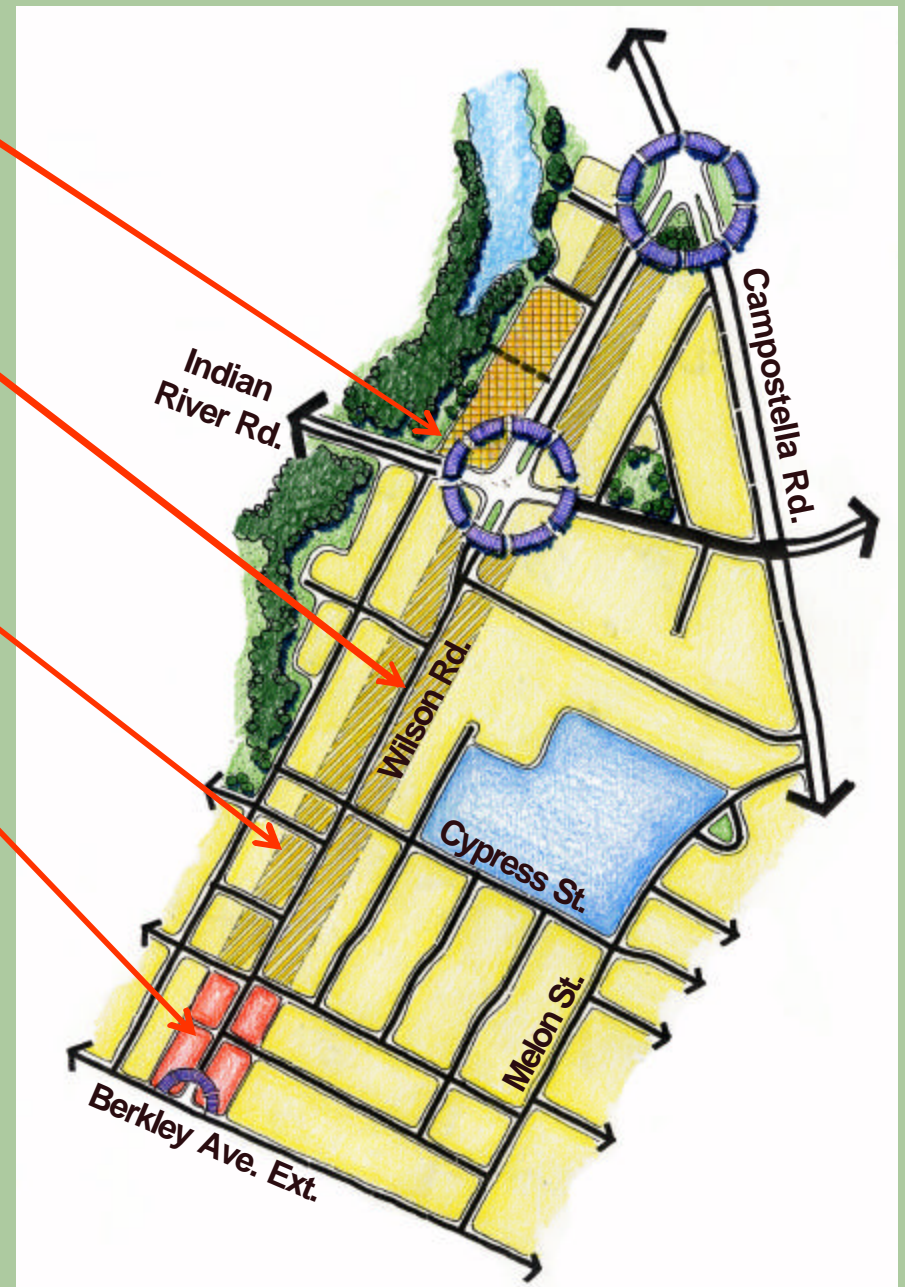 Campostella Rd.
Indian
River Rd.
Wilson Rd.
Cypress St.
Melon St.
Berkley Ave. Ext.